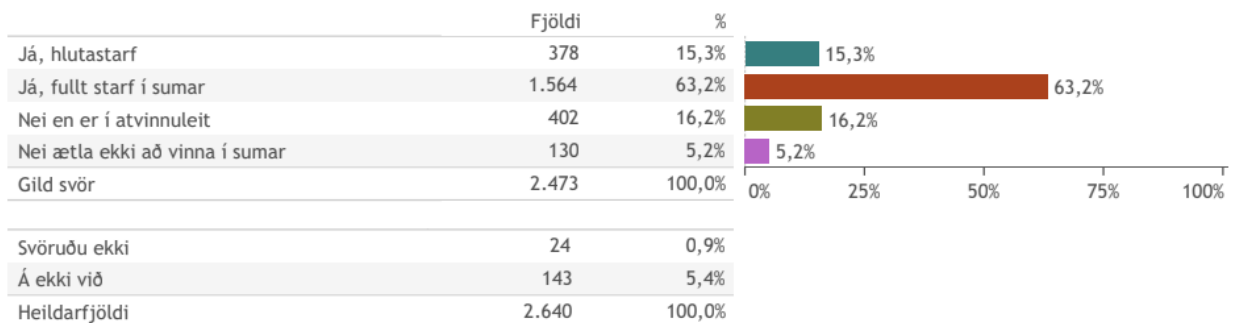 Fjöldi %
Já, hlutastarf 378 15,3% 15,3%
Já, fullt starf í sumar 1.564 63,2% 63,2%
Nei en er í atvinnuleit 402 16,2% 16,2%
Nei ætla ekki að vinna í sumar 130 5,2% 5,2%
Gild svör 2.473 100,0% 0% 25% 50% 75% 100%
Svöruðu ekki 24 0,9%
Á ekki við 143 5,4%
Heildarfjöldi 2.640 100,0%